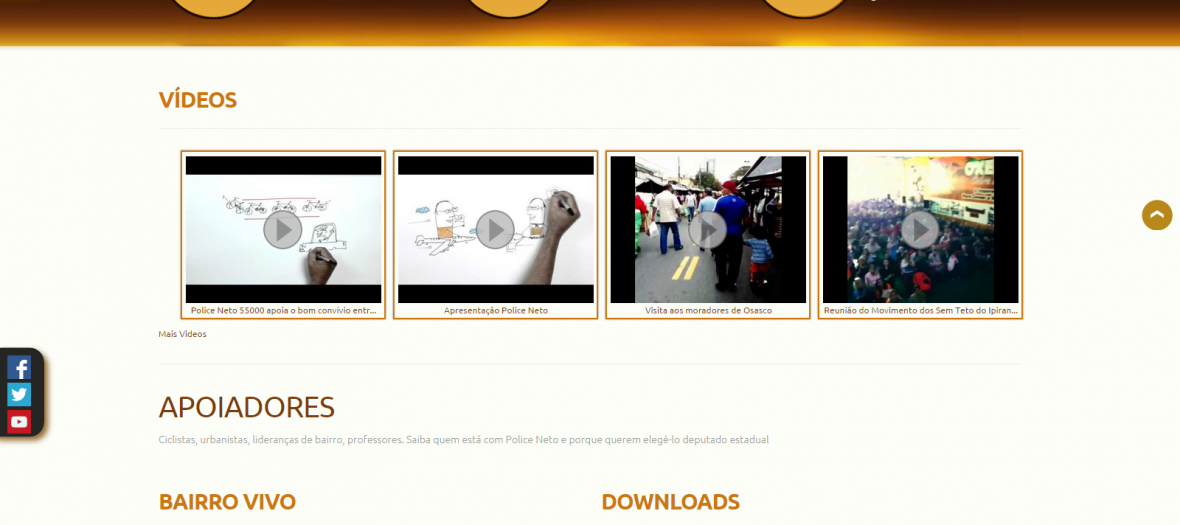 VÍDEOS
Police Neto 55000 apoia o bom convívio entr...
Apresentação Police Neto
Visita aos moradores de Osasco
Reunião do Movimento dos Sem Teto do Ipiran...
Mais Vídeos
APOIADORES
Ciclistas, urbanistas, lideranças de bairro, professores. Saiba quem está com Police Neto e porque querem elegê-lo deputado estadual
BAIRRO VIVO
DOWNLOADS